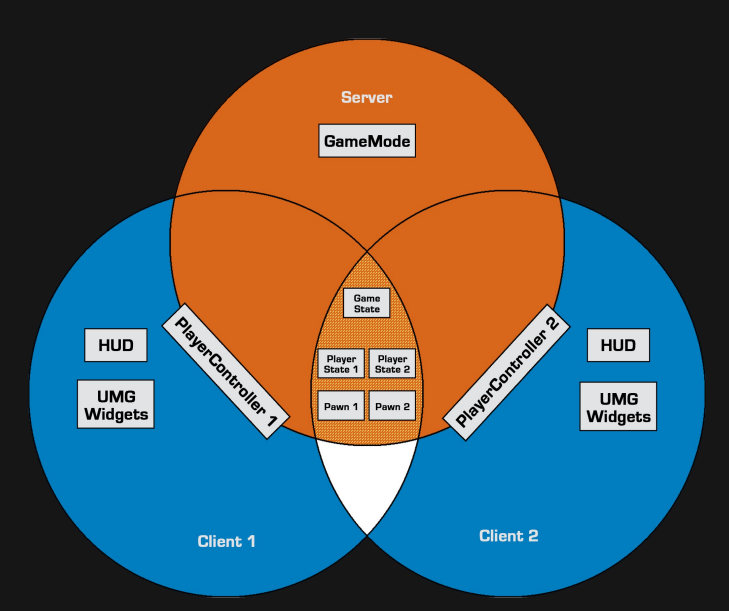 Server
GameMode
Game
State
HUD
PlayerController 1
Player
State 1
Player
State 2
PlayerController 2
HUD
UMG
Widgets
Pawn 1
Pawn 2
UMG
Widgets
Client 1
Client 2